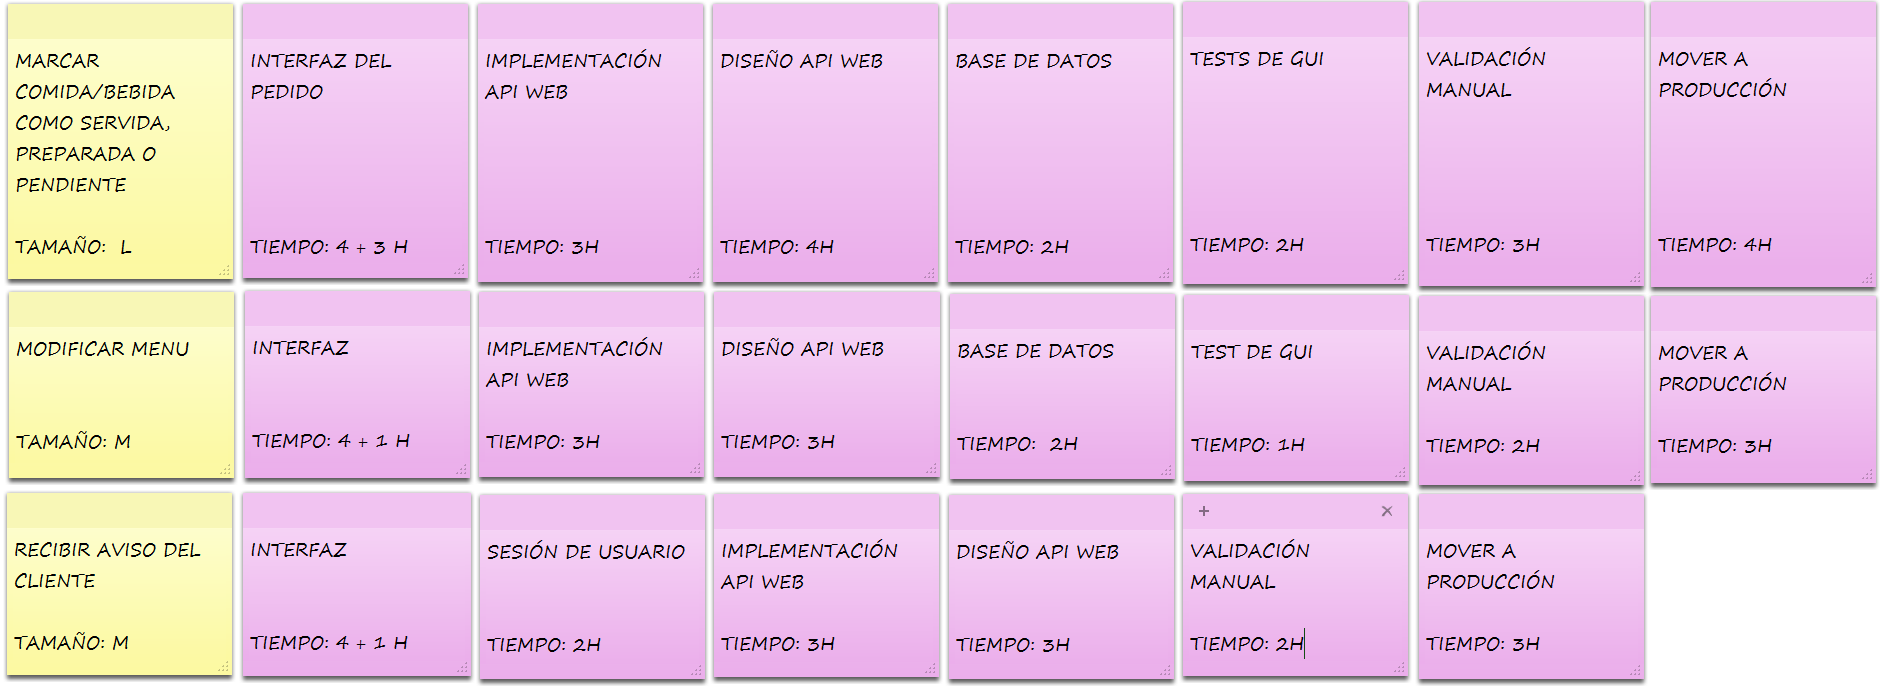 MARCAR
COMIDA/BEBIDA
COMO SERVIDA,
PREPARADA O
PENDIENTE
TAMAÑO: L
INTERFAZ DEL
PEDIDO
TIEMPO: 4 + 3 H
IMPLEMENTACIÓN
API WEB
TIEMPO: 3H
DISEÑO API WEB
TIEMPO: 4H
BASE DE DATOS
TIEMPO: 2H
TESTS DE GUI
TIEMPO: 2H
VALIDACIÓN
MANUAL
TIEMPO: 3H
MOVER A
PRODUCCIÓN
TIEMPO: 4H
MODIFICAR MENU
TAMAÑO: M
INTERFAZ
TIEMPO: 4 + 1 H
IMPLEMENTACIÓN
API WEB
TIEMPO: 3H
DISEÑO API WEB
TIEMPO: 3H
BASE DE DATOS
TIEMPO: 2H
TEST DE GUI
TIEMPO: 1H
VALIDACIÓN
MANUAL
TIEMPO: 2H
MOVER A
PRODUCCIÓN
TIEMPO: 3H
RECIBIR AVISO DEL
CLIENTE
TAMAÑO: M
INTERFAZ
TIEMPO: 4 + 1 H
SESIÓN DE USUARIO
TIEMPO: 2H
IMPLEMENTACIÓN
API WEB
TIEMPO: 3H
DISEÑO API WEB
TIEMPO: 3H
VALIDACIÓN
MANUAL
TIEMPO: 2H
MOVER A
PRODUCCIÓN
TIEMPO: 3H